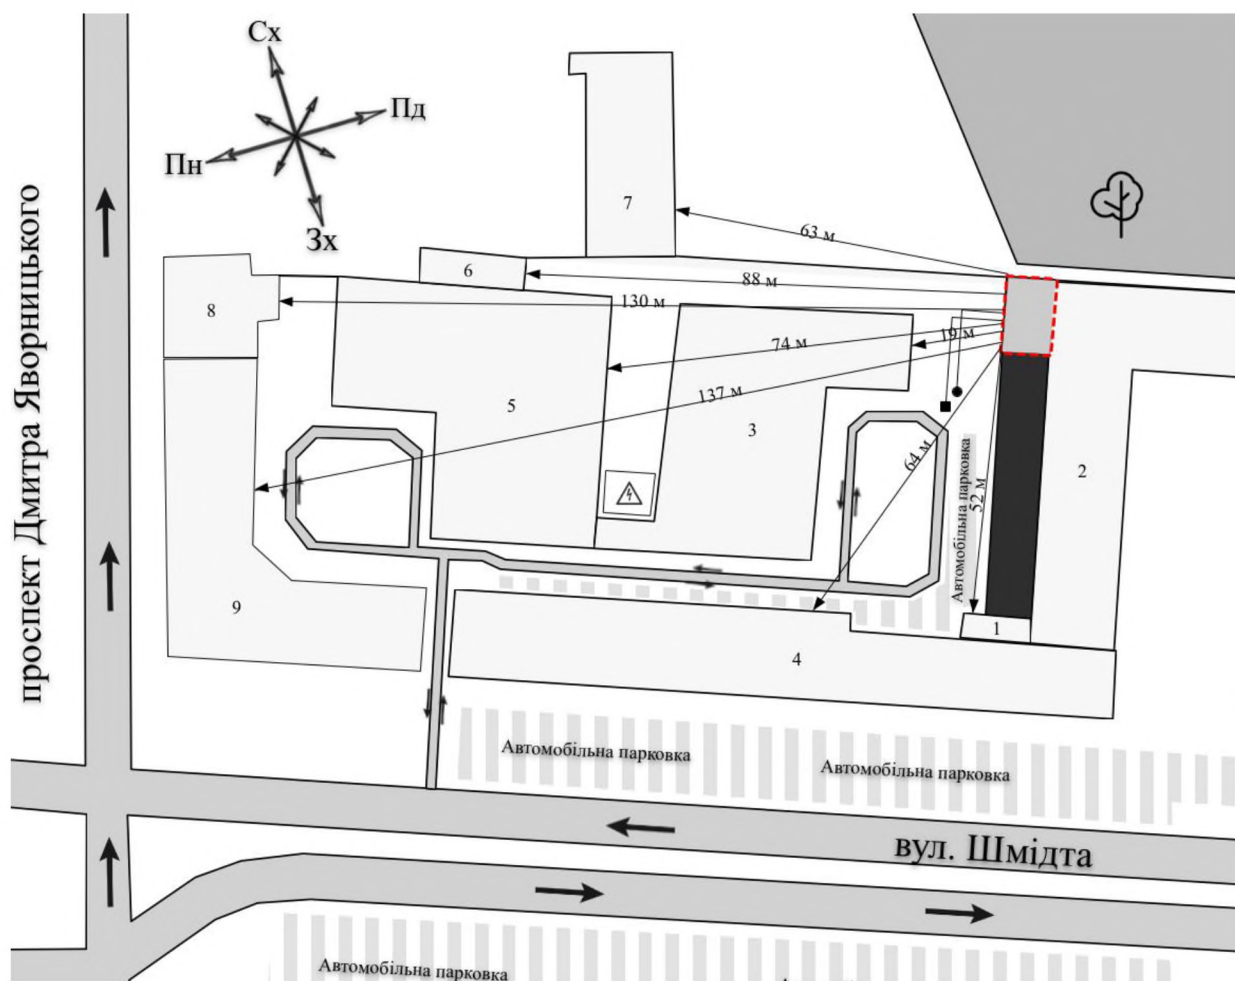 Сх
Пд
Пн
Зх
проспект Дмитра Яворницького
7
63 м
6
88 м
8
130 м
19 м
74 м
137 м
5
3
64 м
2
52 м
Автомобільна парковка
9
1
4
Автомобільна парковка
Автомобільна парковка
вул. Шмідта
Автомобільна парковка